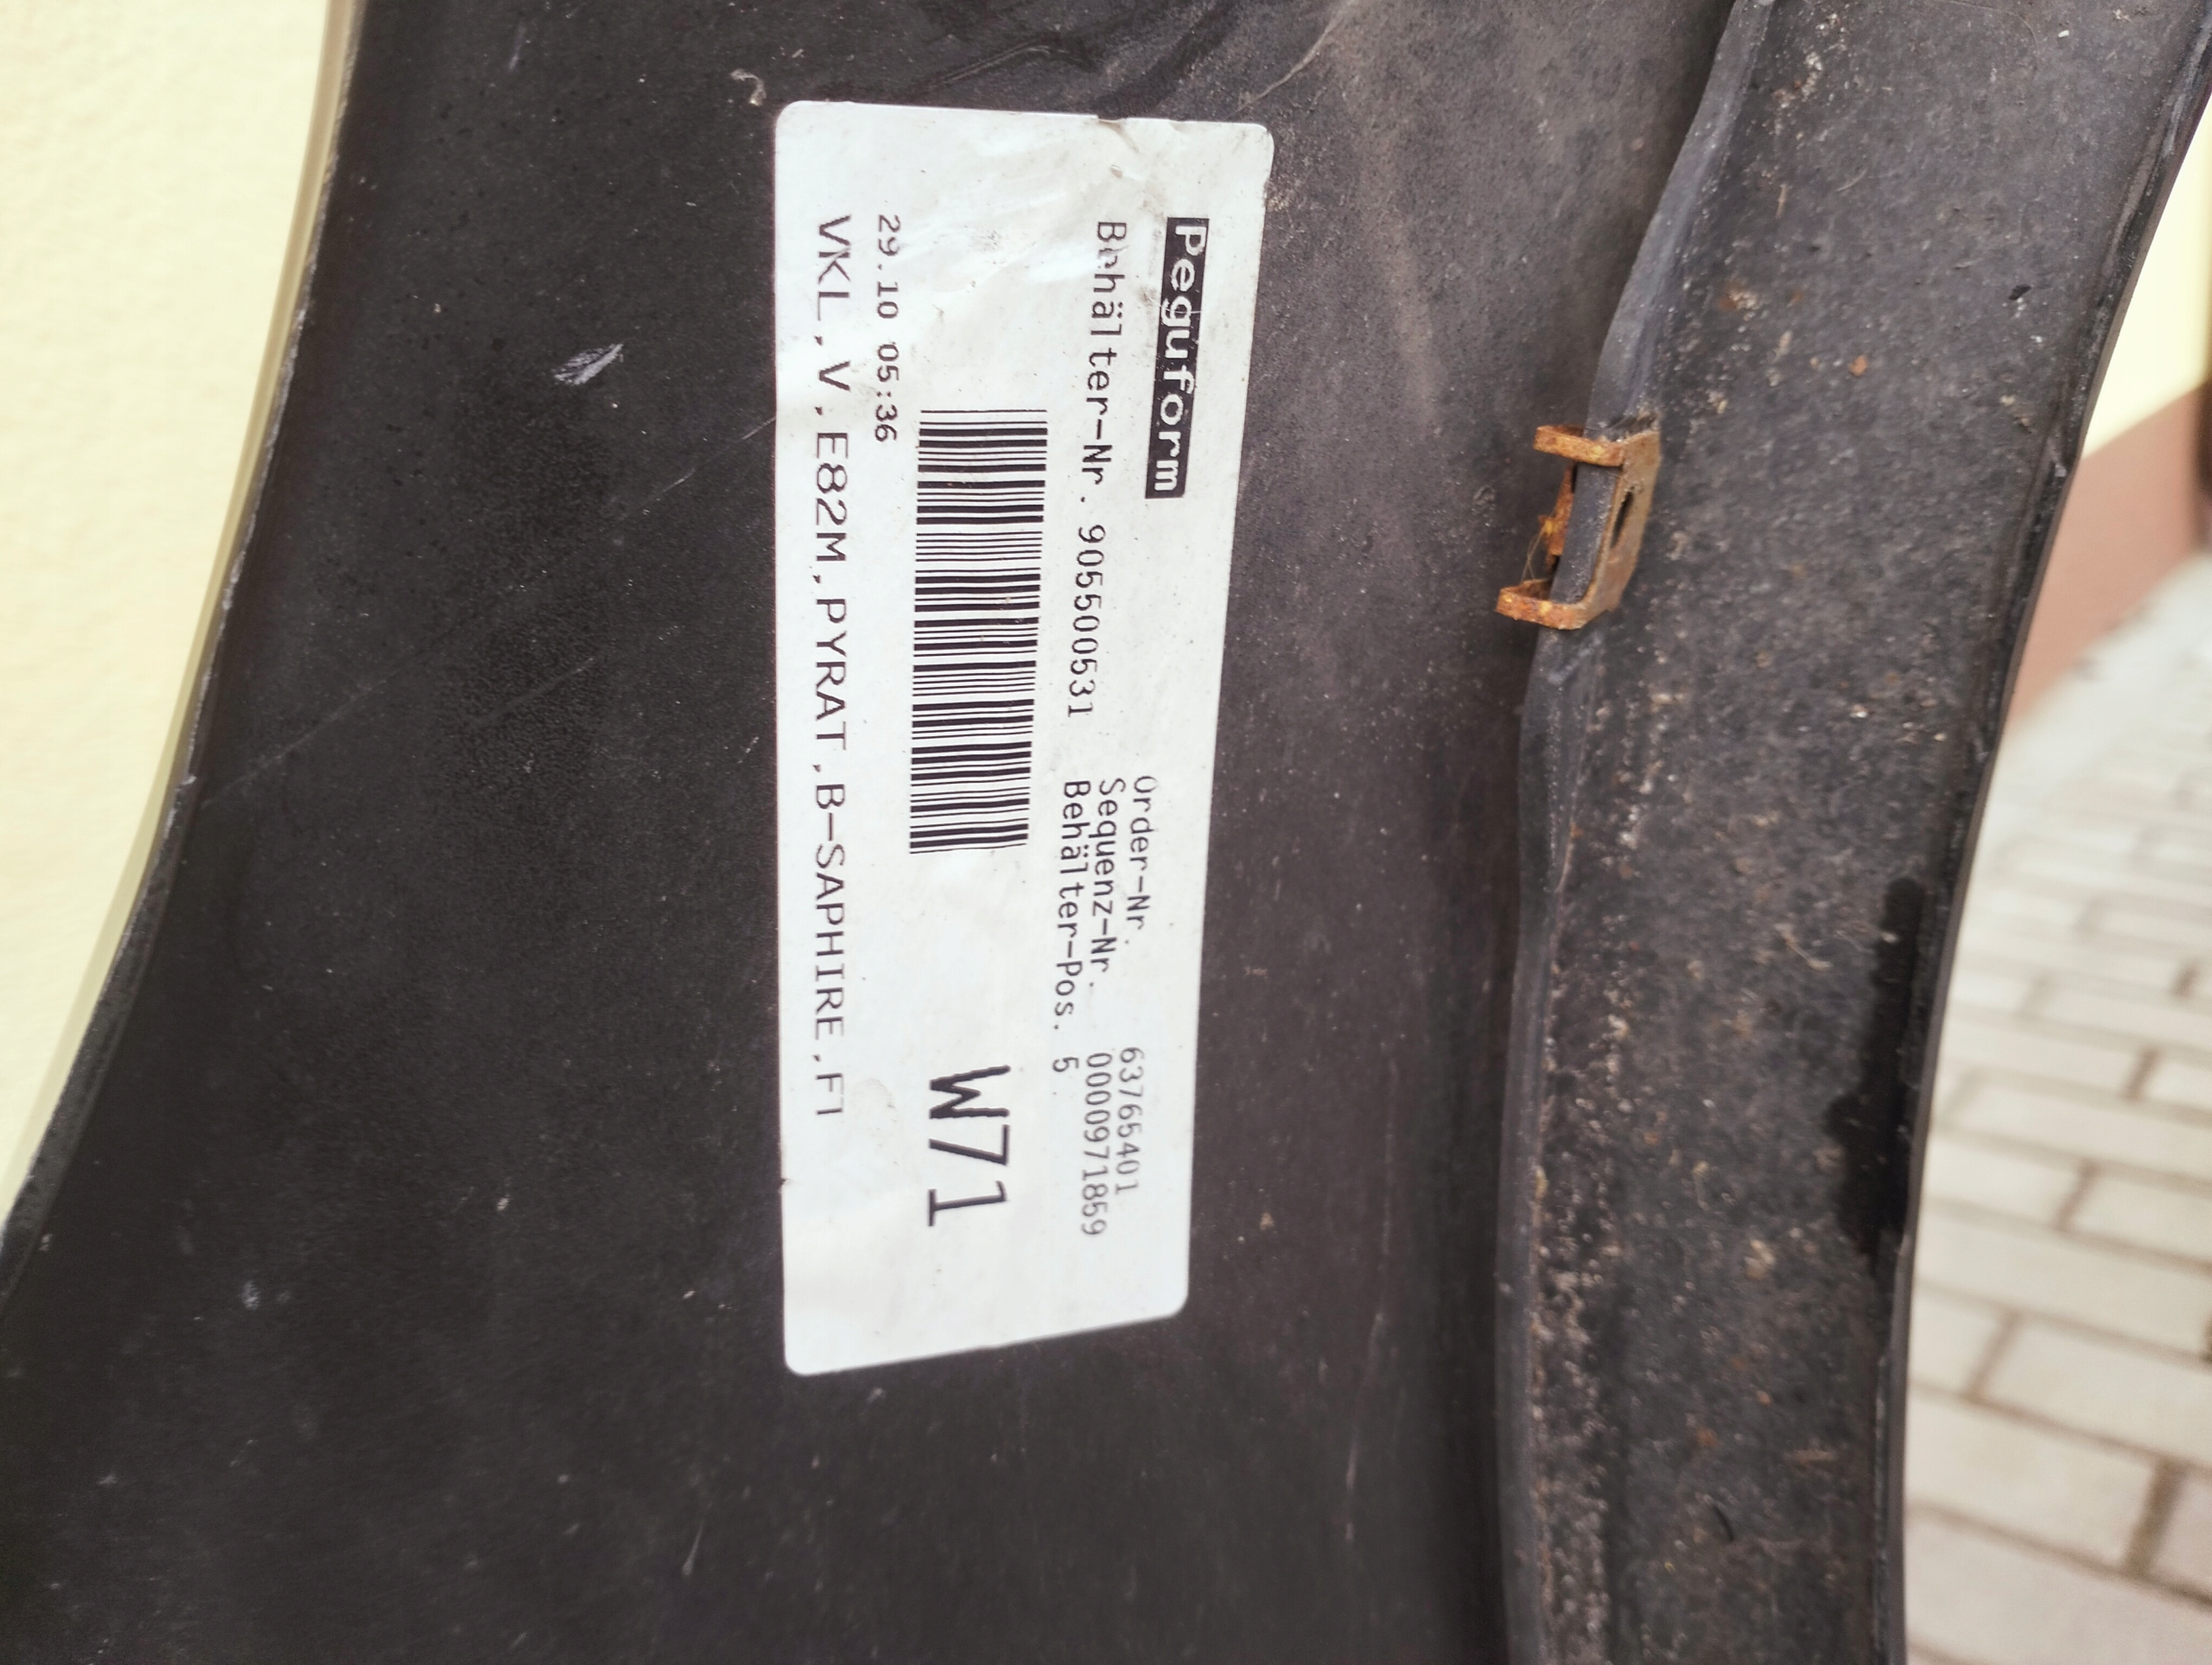 Peguform
Order-Nr. 63765401
Sequenz-Nr. 0000971859
Behälter-Nr. 905500531
Behälter-Pos. 5
W71
29.10 05:36
VKL,V,E82M,PYRAT,B-SAPHIRE,F1